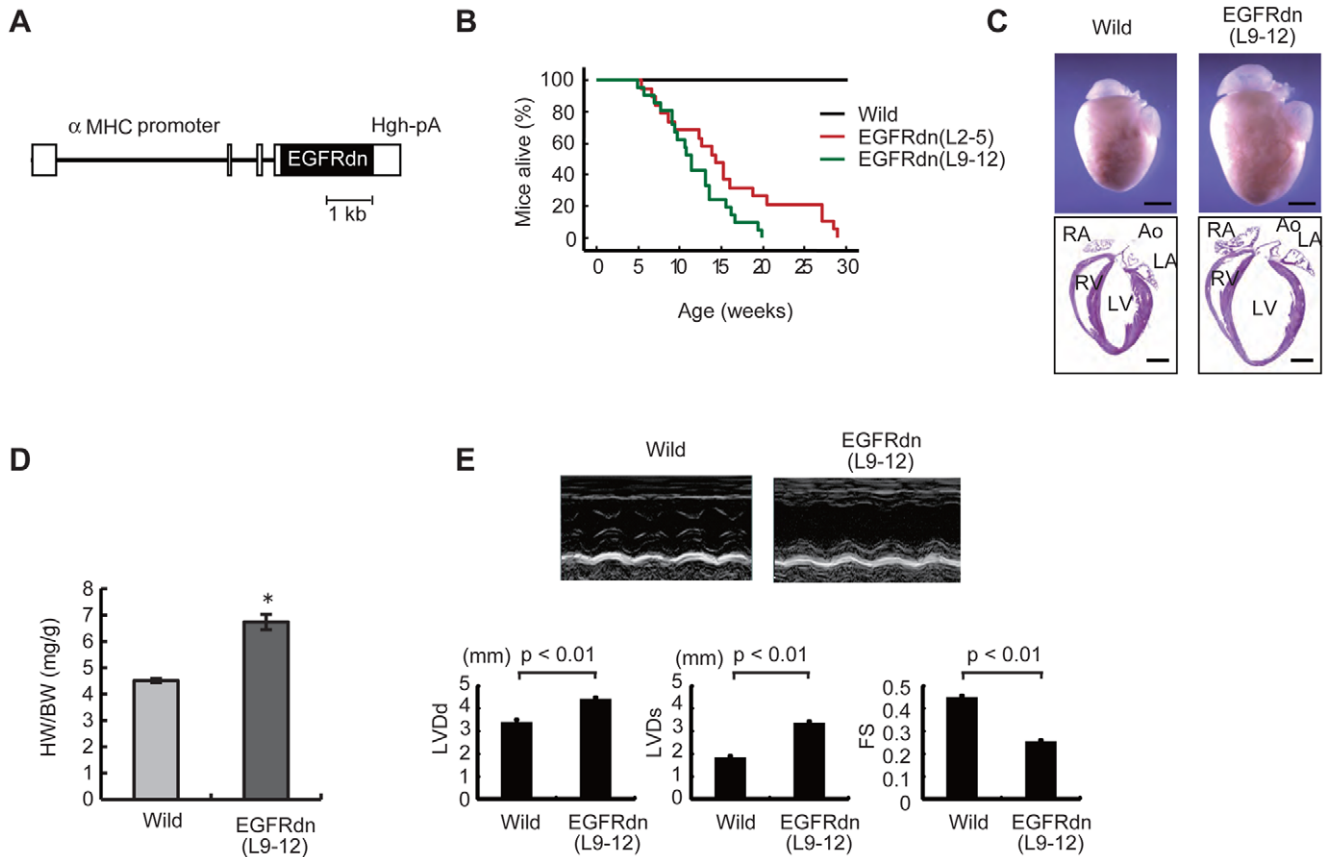 A
α MHC promoter
Hgh-pA
EGFRdn
1 kb
B
Mice alive (%)
100
80
60
40
20
0
0 5 10 15 20 25 30
Age (weeks)
Wild
EGFRdn(L2-5)
EGFRdn(L9-12)
C
Wild
EGFRdn
(L9-12)
RA
Ao
LA
RV
LV
RA
Ao
LA
RV
LV
D
HW/BW (mg/g)
8
7
6
5
4
3
2
1
0
*
Wild
EGFRdn
(L9-12)
E
Wild
EGFRdn
(L9-12)
(mm) p < 0.01
LVDd
5
4
3
2
1
0
Wild
EGFRdn
(L9-12)
(mm) p < 0.01
LVDs
5
4
3
2
1
0
Wild
EGFRdn
(L9-12)
p < 0.01
FS
0.5
0.4
0.3
0.2
0.1
0
Wild
EGFRdn
(L9-12)